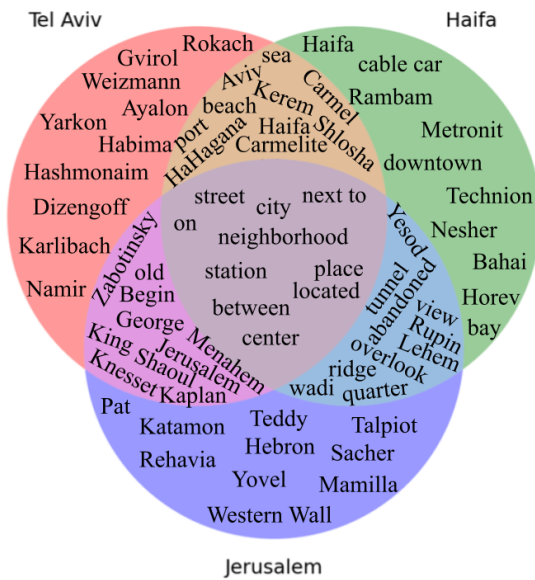 Tel Aviv
Haifa
Rokach
Gvirol
Weizmann
Ayalon
Yarkon
Habima
Hashmonaim
Dizengoff
Karlibach
Namir
sea
Aviv
Carmel
beach
Kerem
port
Haifa
Shlosha
HaHagana
Carmelite
Haifa
cable car
Rambam
Metronit
downtown
Technion
Nesher
Bahai
Horev
bay
street
next to
city
on
neighborhood
station
place
located
between
center
Zabotinsky
old
Begin
George
Menahem
King Shaoul
Jerusalem
Knesset
Kaplan
Yesod
tunnel
abandoned
view
Rupin
Lehem
overlook
ridge
wadi
quarter
Pat
Katamon
Teddy
Talpiot
Hebron
Sacher
Rehavia
Yovel
Mamilla
Western Wall
Jerusalem